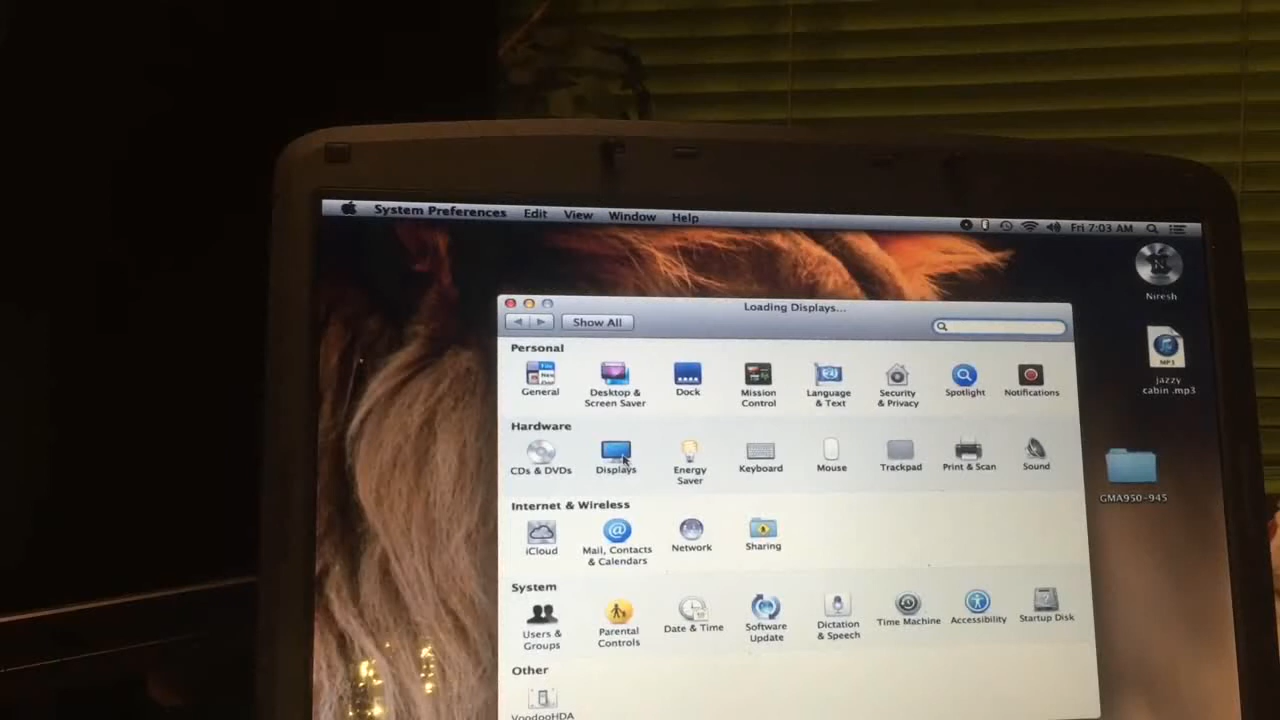 System Preferences Edit View Window Help Fri 7:03 AM
Loading Displays...
Show All
Niresh
MP3
jazzy
cabin .mp3
GMA950-945
Personal
General
Desktop &
Screen Saver
Dock
Mission
Control
Language
& Text
Security
& Privacy
Spotlight
Notifications
Hardware
CDs & DVDs
Displays
Energy
Saver
Keyboard
Mouse
Trackpad
Print & Scan
Sound
Internet & Wireless
iCloud
Mail, Contacts
& Calendars
Network
Sharing
System
Users &
Groups
Parental
Controls
Date & Time
Software
Update
Dictation
& Speech
Time Machine
Accessibility
Startup Disk
Other
VoodooHDA